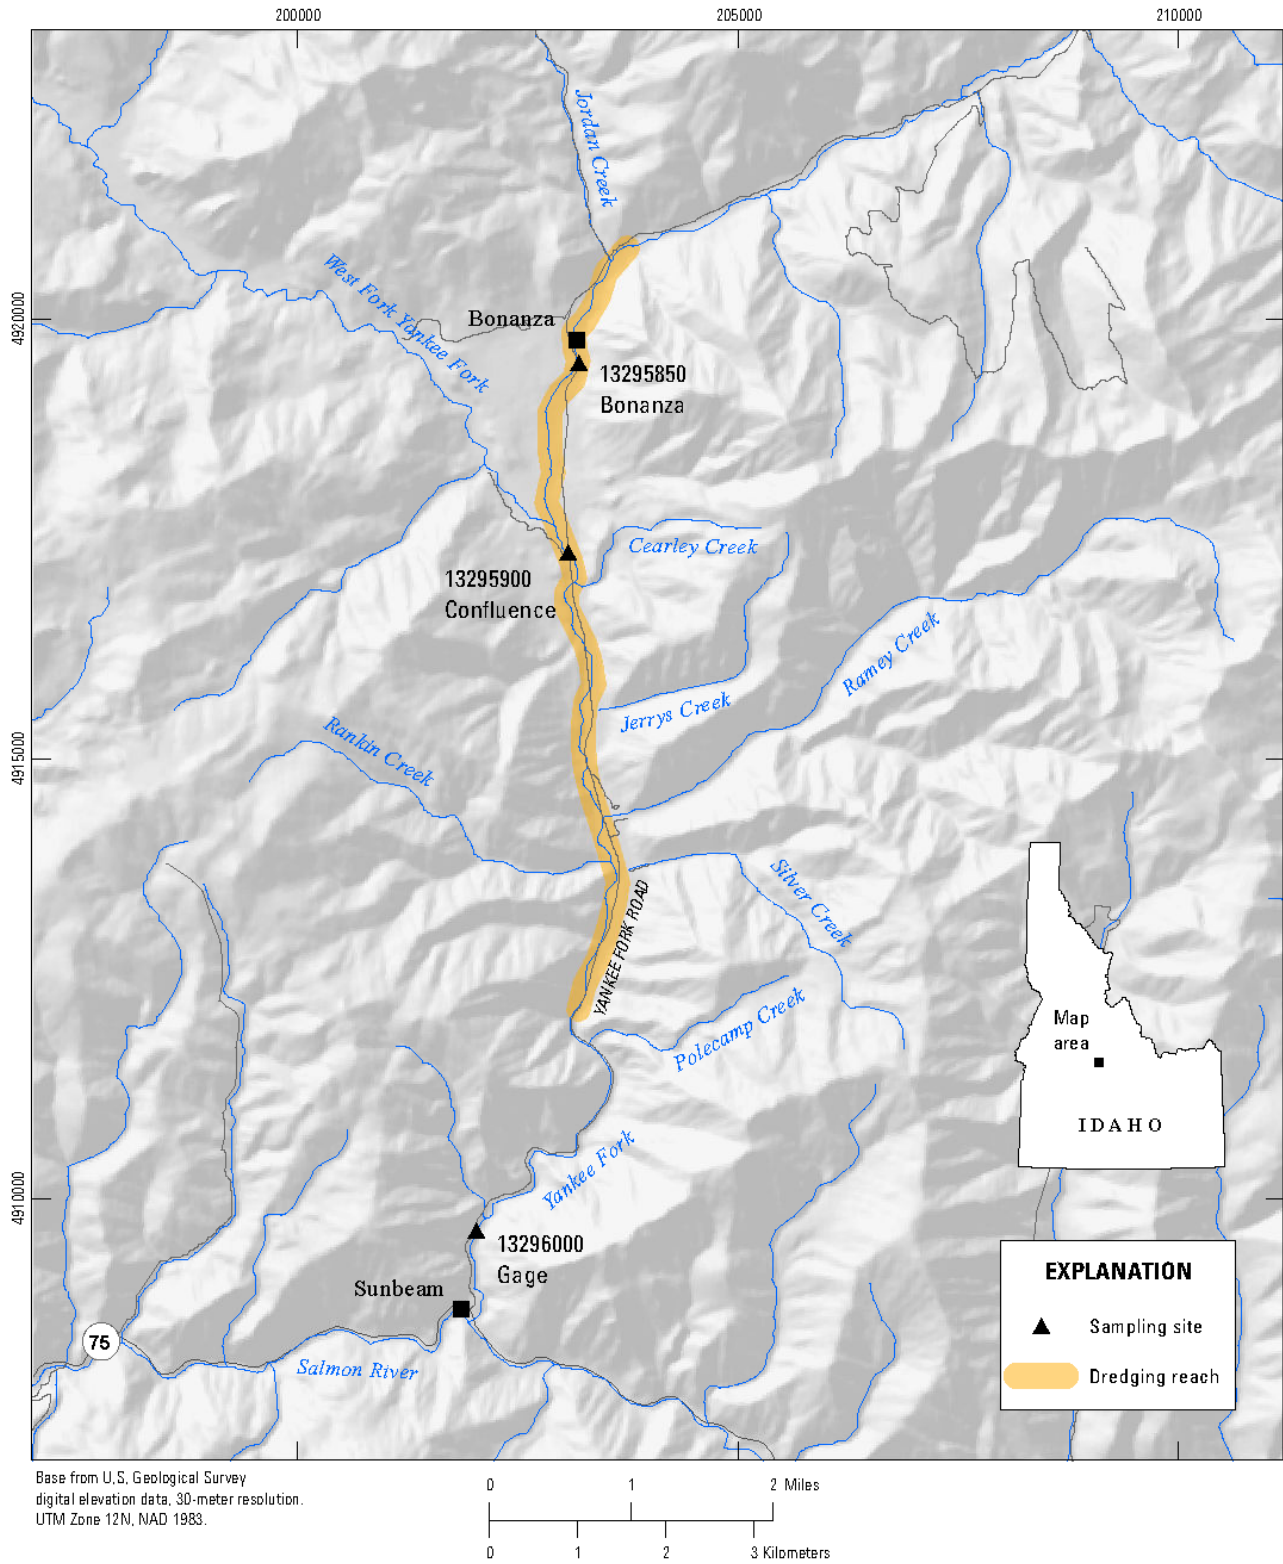 200000
205000
210000
Jordan Creek
West Fork Yankee Fork
4920000
Bonanza
13295850
Bonanza
Cearley Creek
13295900
Confluence
Ramey Creek
Jerrys Creek
Rankin Creek
4915000
Silver Creek
YANKEE FORK ROAD
Polecamp Creek
Map
area
IDAHO
Yankee Fork
4910000
13296000
Gage
Sunbeam
75
Salmon River
EXPLANATION
Sampling site
Dredging reach
Base from U.S. Geological Survey
digital elevation data, 30-meter resolution.
UTM Zone 12N, NAD 1983.
0 1 2 Miles
0 1 2 3 Kilometers